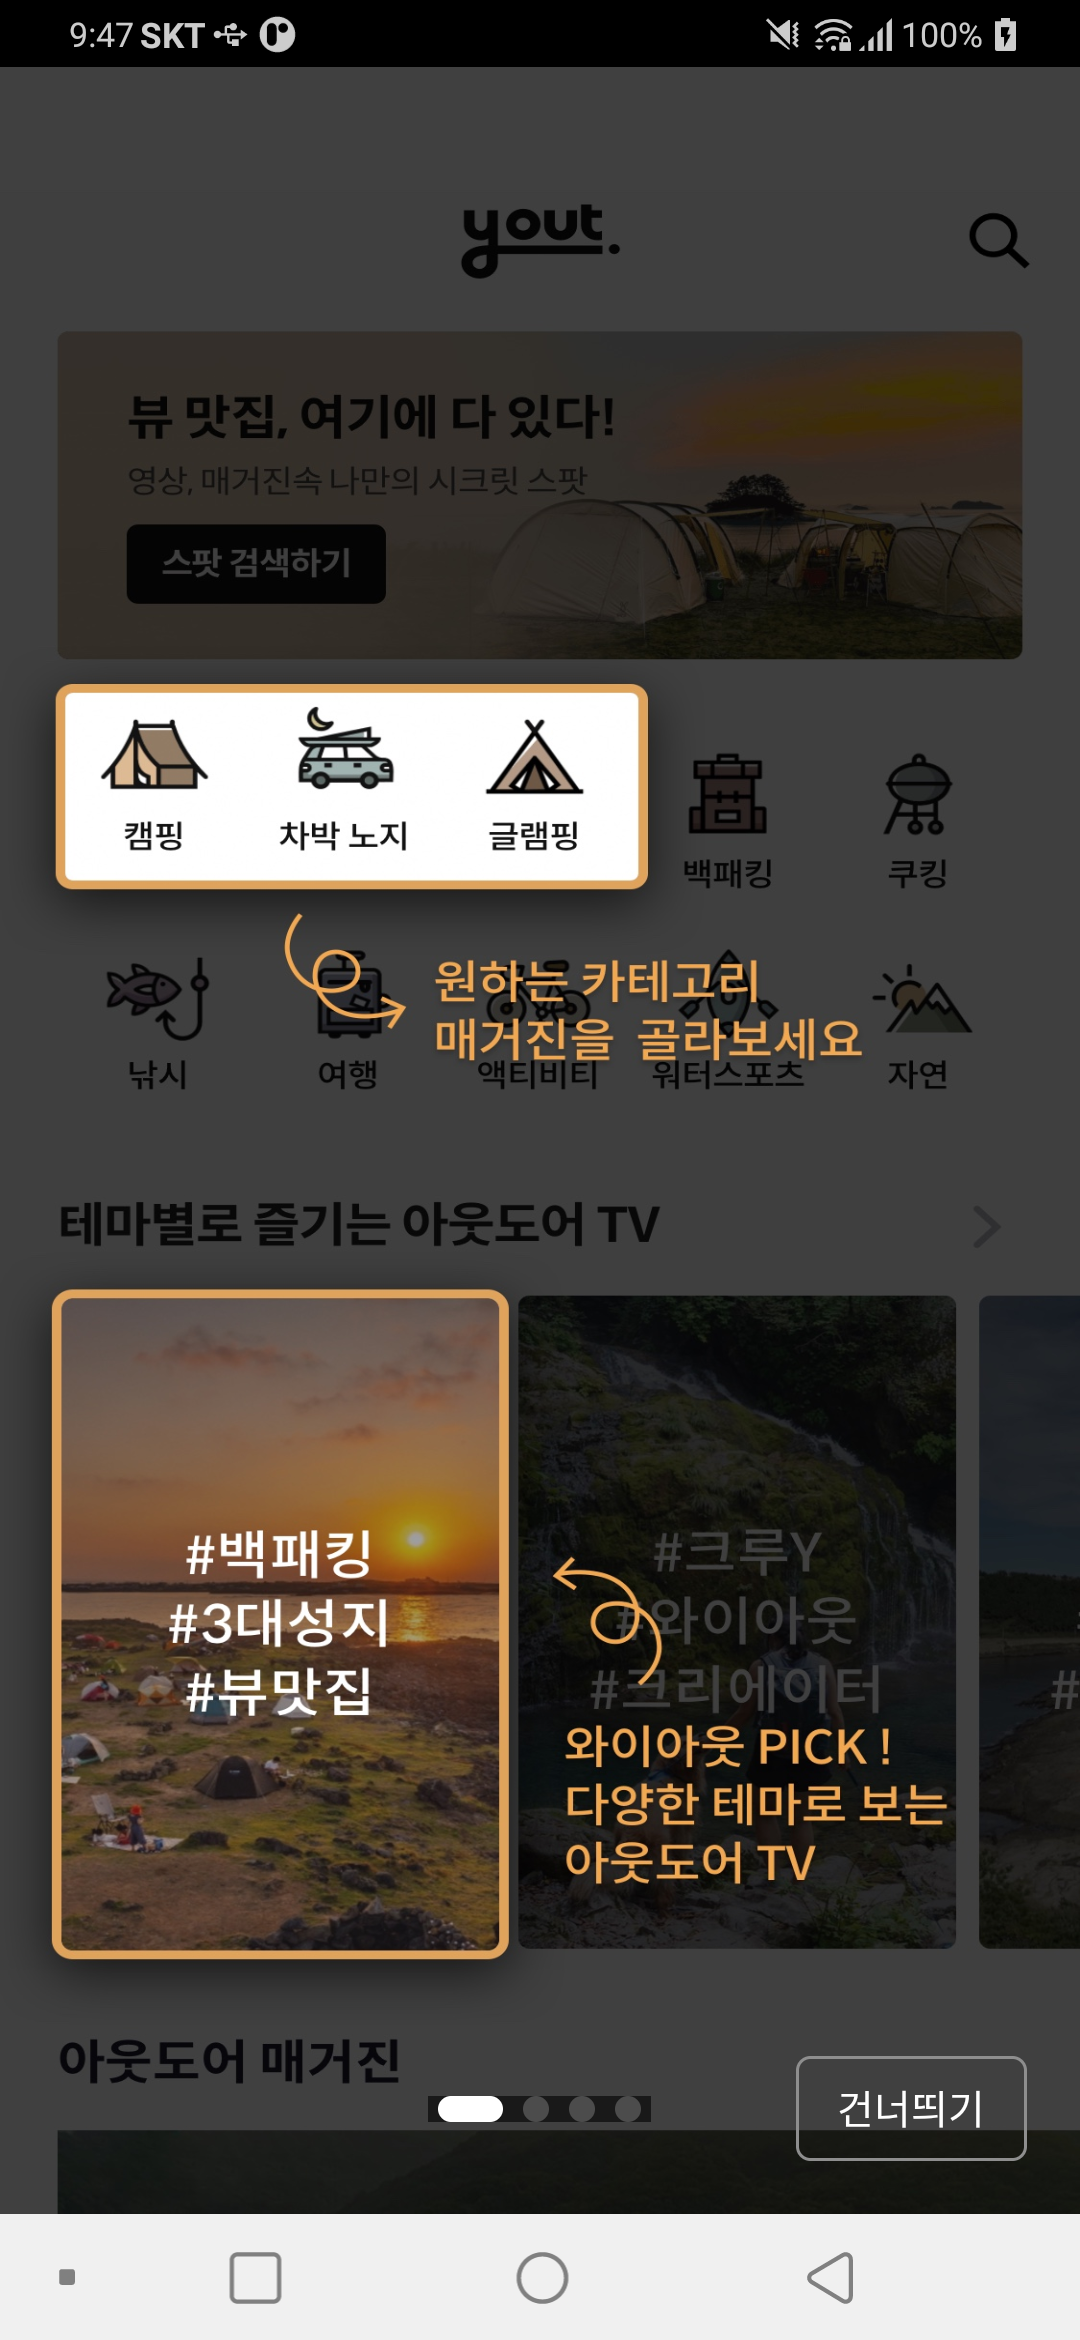 9:47 SKT 100%
yout.
뷰 맛집, 여기에 다 있다!
영상, 매거진속 나만의 시크릿 스팟
스팟 검색하기
캠핑 차박 노지 글램핑 백패킹 쿠킹
원하는 카테고리
매거진을 골라보세요
낚시 여행 액티비티 워터스포츠 자연
테마별로 즐기는 아웃도어 TV
#백패킹
#3대성지
#뷰맛집
#크루Y
#와이아웃
#크리에이터
#
와이아웃 PICK !
다양한 테마로 보는
아웃도어 TV
아웃도어 매거진
건너띄기